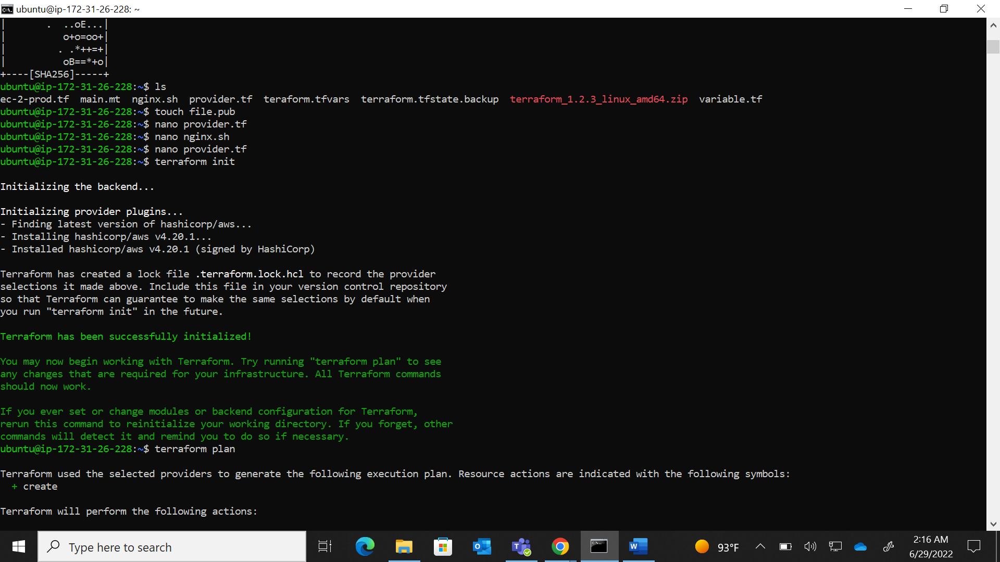 ubuntu@ip-172-31-26-228: ~
|        .  ..oE...|
|          o+o=oo+|
|         . .*++=+|
|          oB==*+o|
+----[SHA256]-----+
ubuntu@ip-172-31-26-228:~$ ls
ec-2-prod.tf  main.mt  nginx.sh  provider.tf  teraform.tfvars  terraform.tfstate.backup  terraform_1.2.3_linux_amd64.zip  variable.tf
ubuntu@ip-172-31-26-228:~$ touch file.pub
ubuntu@ip-172-31-26-228:~$ nano provider.tf
ubuntu@ip-172-31-26-228:~$ nano nginx.sh
ubuntu@ip-172-31-26-228:~$ nano provider.tf
ubuntu@ip-172-31-26-228:~$ terraform init
Initializing the backend...
Initializing provider plugins...
- Finding latest version of hashicorp/aws...
- Installing hashicorp/aws v4.20.1...
- Installed hashicorp/aws v4.20.1 (signed by HashiCorp)
Terraform has created a lock file .terraform.lock.hcl to record the provider
selections it made above. Include this file in your version control repository
so that Terraform can guarantee to make the same selections by default when
you run "terraform init" in the future.
Terraform has been successfully initialized!
You may now begin working with Terraform. Try running "terraform plan" to see
any changes that are required for your infrastructure. All Terraform commands
should now work.
If you ever set or change modules or backend configuration for Terraform,
rerun this command to reinitialize your working directory. If you forget, other
commands will detect it and remind you to do so if necessary.
ubuntu@ip-172-31-26-228:~$ terraform plan
Terraform used the selected providers to generate the following execution plan. Resource actions are indicated with the following symbols:
  + create
Terraform will perform the following actions:
Type here to search
93°F
2:16 AM
6/29/2022